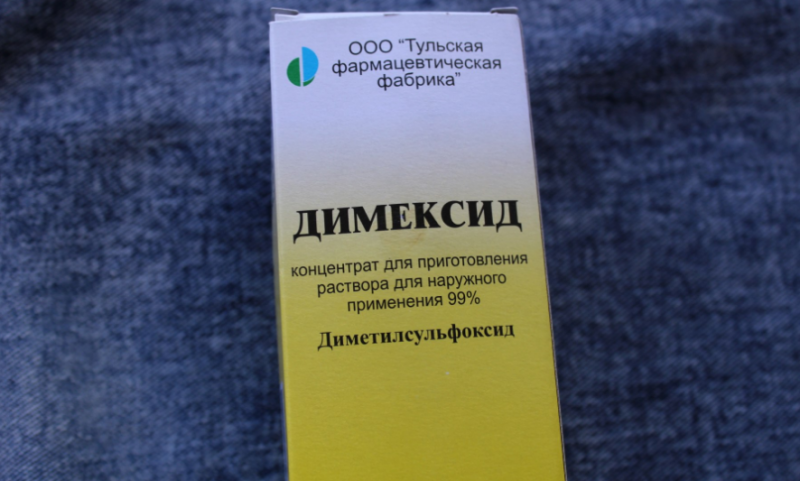 ООО “Тульская
фармацевтическая
фабрика”
ДИМЕКСИД
концентрат для приготовления
раствора для наружного
применения 99%
Диметилсульфоксид